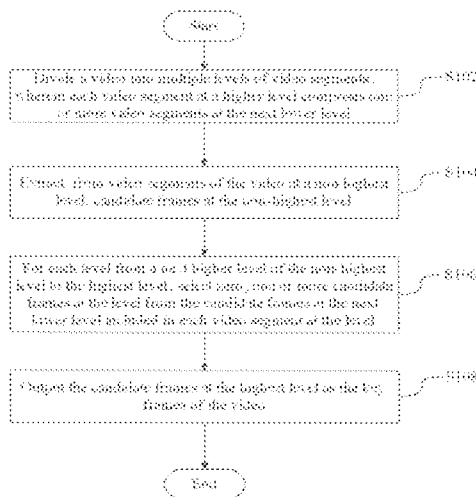 Start
Divide a video into multiple levels of video segments,
wherein each video segment at a higher level comprises one
or more video segments at the next lower level
S102
Extract, from video segments of the video at a non-highest
level, candidate frames at the non-highest level
S104
For each level from a next higher level of the non-highest
level to the highest level, select zero, one or more candidate
frames at the level from the candidate frames at the next
lower level included in each video segment at the level
S106
Output the candidate frames at the highest level as the key
frames of the video
S108
End